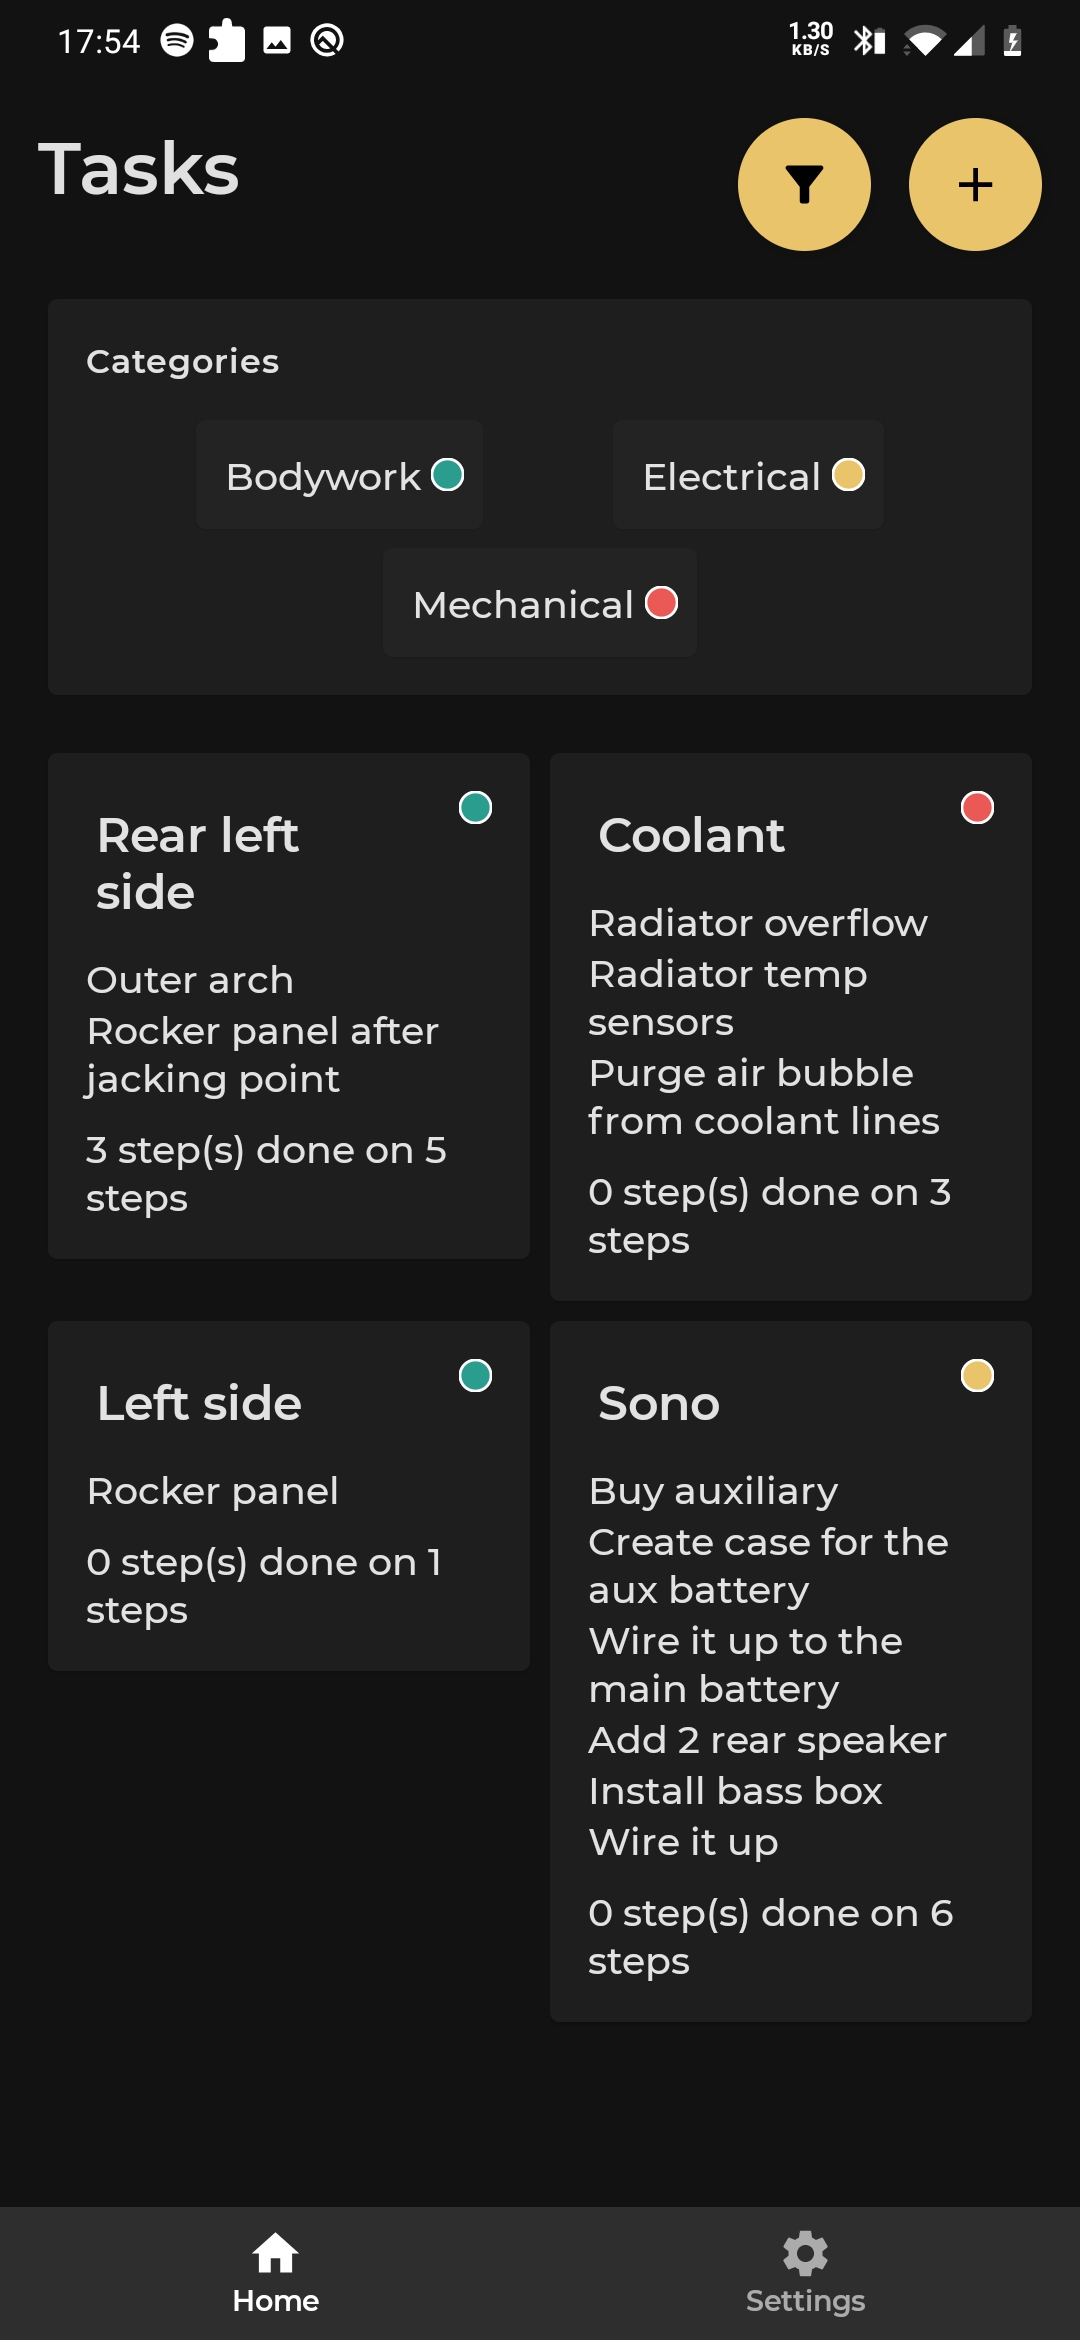 17:54
1.30
KB/S
Tasks
Categories
Bodywork
Electrical
Mechanical
Rear left
side
Outer arch
Rocker panel after
jacking point
3 step(s) done on 5
steps
Coolant
Radiator overflow
Radiator temp
sensors
Purge air bubble
from coolant lines
0 step(s) done on 3
steps
Left side
Rocker panel
0 step(s) done on 1
steps
Sono
Buy auxiliary
Create case for the
aux battery
Wire it up to the
main battery
Add 2 rear speaker
Install bass box
Wire it up
0 step(s) done on 6
steps
Home
Settings